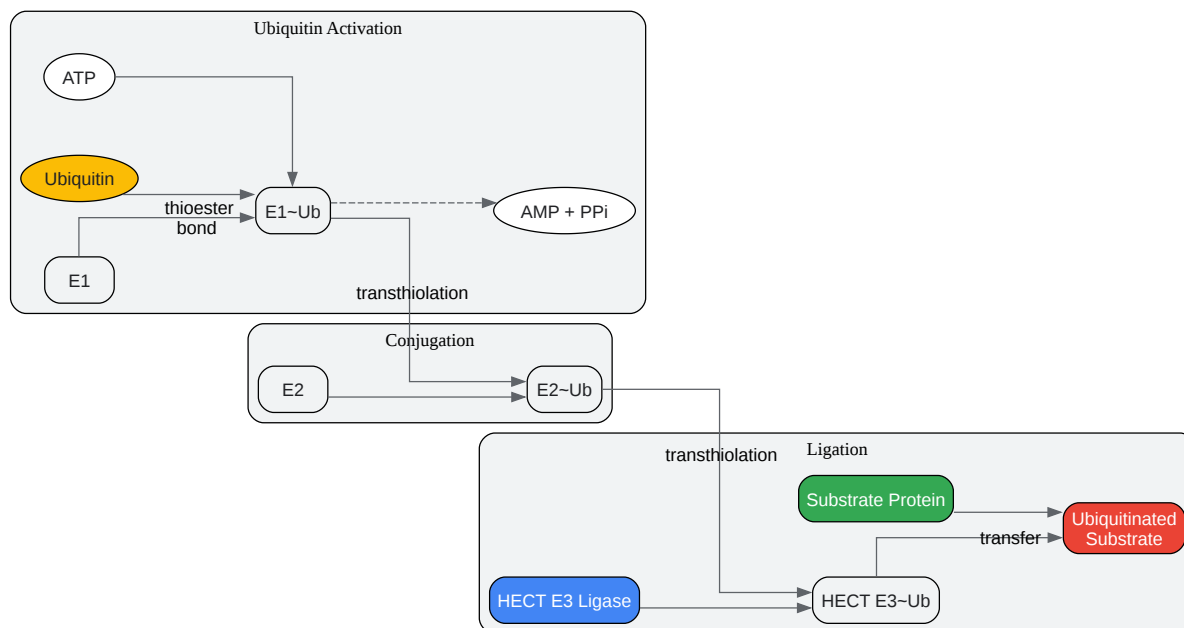 Ubiquitin Activation
ATP
Ubiquitin
thioester
bond
E1~Ub
AMP + PPi
E1
transthiolation
Conjugation
E2
E2~Ub
transthiolation
Ligation
Substrate Protein
Ubiquitinated
Substrate
transfer
HECT E3 Ligase
HECT E3~Ub